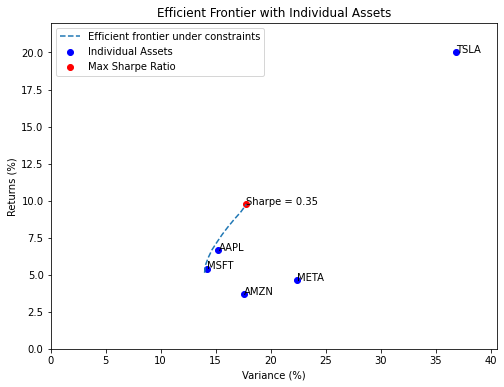 Efficient Frontier with Individual Assets
Efficient frontier under constraints
Individual Assets
Max Sharpe Ratio
TSLA
Sharpe = 0.35
AAPL
MSFT
META
AMZN
Returns (%)
20.0
17.5
15.0
12.5
10.0
7.5
5.0
2.5
0.0
0 5 10 15 20 25 30 35 40
Variance (%)